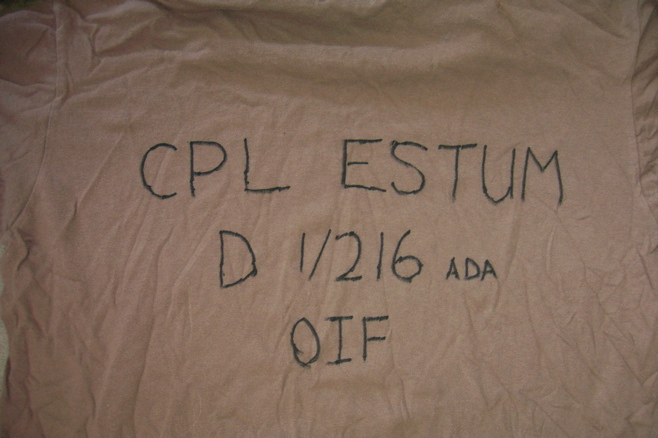 CPL ESTUM
D 1/216 ADA
OIF